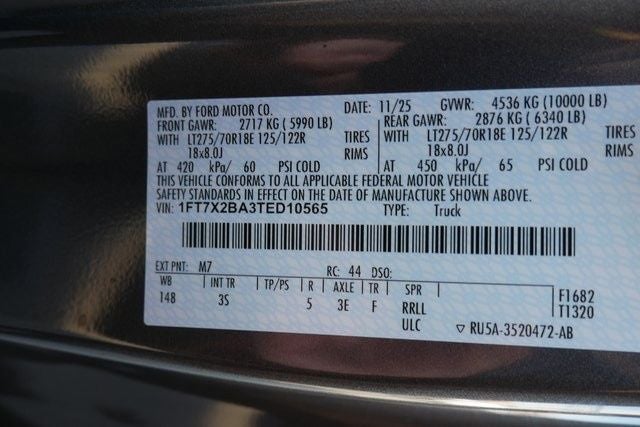 MFD. BY FORD MOTOR CO. DATE: 11/25 GVWR: 4536 KG (10000 LB)
FRONT GAWR: 2717 KG (5990 LB) REAR GAWR: 2876 KG (6340 LB)
WITH LT275/70R18E 125/122R TIRES WITH LT275/70R18E 125/122R TIRES
18x8.0J RIMS 18x8.0J RIMS
AT 420 kPa/ 60 PSI COLD AT 450 kPa/ 65 PSI COLD
THIS VEHICLE CONFORMS TO ALL APPLICABLE FEDERAL MOTOR VEHICLE
SAFETY STANDARDS IN EFFECT ON THE DATE OF MANUFACTURE SHOWN ABOVE.
VIN: 1FT7X2BA3TED10565 TYPE: Truck
EXT PNT: M7 RC: 44 DSO:
WB INT TR TP/PS R AXLE TR SPR F1682
148 3S 5 3E F RRLL T1320
ULC ▽ RU5A-3520472-AB